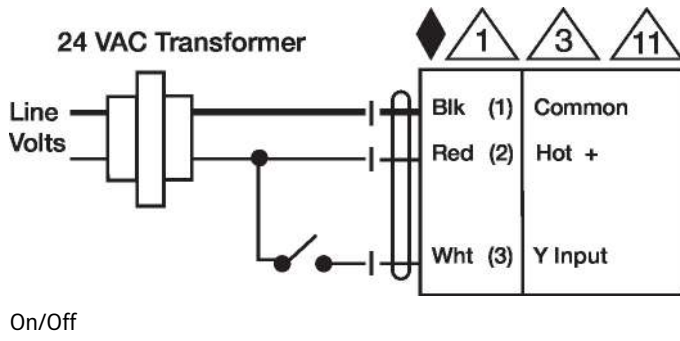 24 VAC Transformer
1 3 11
Line Volts
Blk (1) Common
Red (2) Hot +
Wht (3) Y Input
On/Off